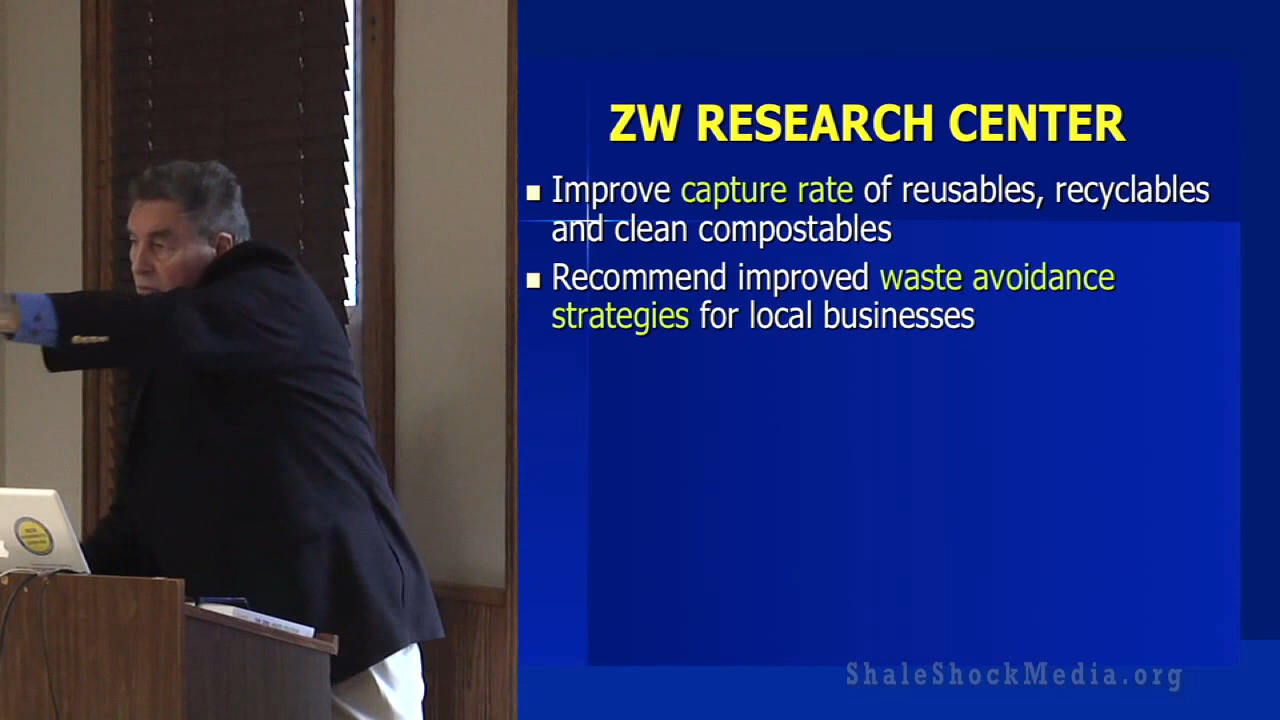 ZW RESEARCH CENTER
Improve capture rate of reusables, recyclables
and clean compostables
Recommend improved waste avoidance
strategies for local businesses
ShaleShockMedia.org